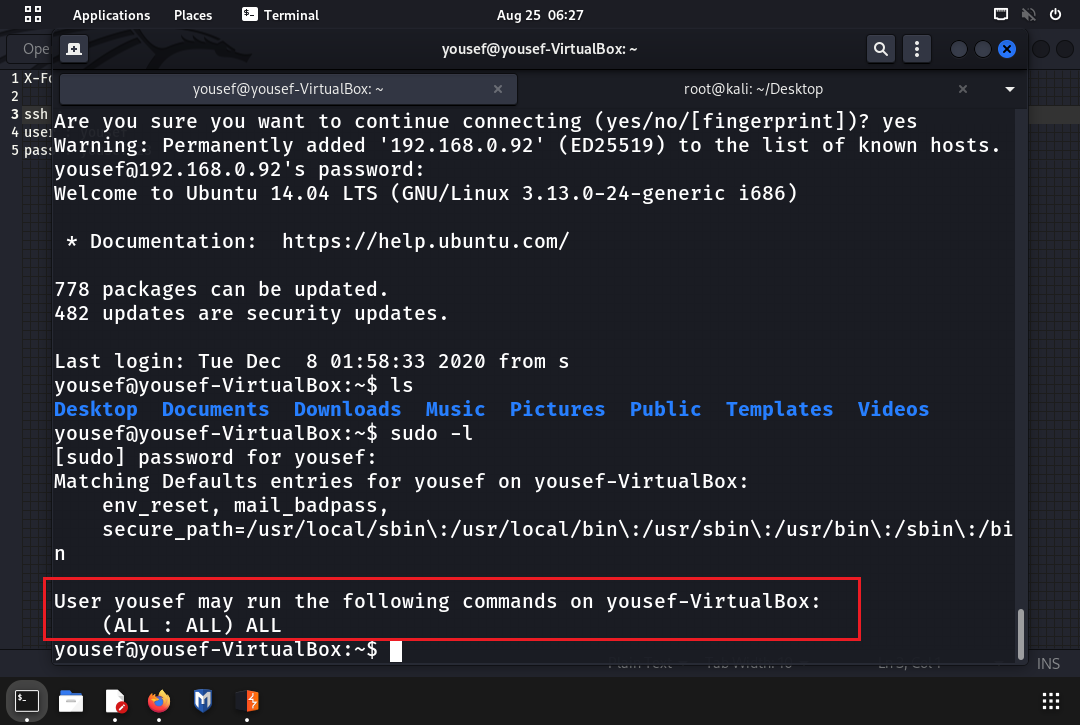 Applications Places Terminal Aug 25 06:27
Ope
yousef@yousef-VirtualBox: ~
yousef@yousef-VirtualBox: ~ root@kali: ~/Desktop
1 X-Fo
2
3 ssh
4 user
5 pass
Are you sure you want to continue connecting (yes/no/[fingerprint])? yes
Warning: Permanently added '192.168.0.92' (ED25519) to the list of known hosts.
yousef@192.168.0.92's password:
Welcome to Ubuntu 14.04 LTS (GNU/Linux 3.13.0-24-generic i686)
* Documentation:  https://help.ubuntu.com/
778 packages can be updated.
482 updates are security updates.
Last login: Tue Dec  8 01:58:33 2020 from s
yousef@yousef-VirtualBox:~$ ls
Desktop  Documents  Downloads  Music  Pictures  Public  Templates  Videos
yousef@yousef-VirtualBox:~$ sudo -l
[sudo] password for yousef:
Matching Defaults entries for yousef on yousef-VirtualBox:
env_reset, mail_badpass,
secure_path=/usr/local/sbin\:/usr/local/bin\:/usr/sbin\:/usr/bin\:/sbin\:/bi
n
User yousef may run the following commands on yousef-VirtualBox:
(ALL : ALL) ALL
yousef@yousef-VirtualBox:~$
INS